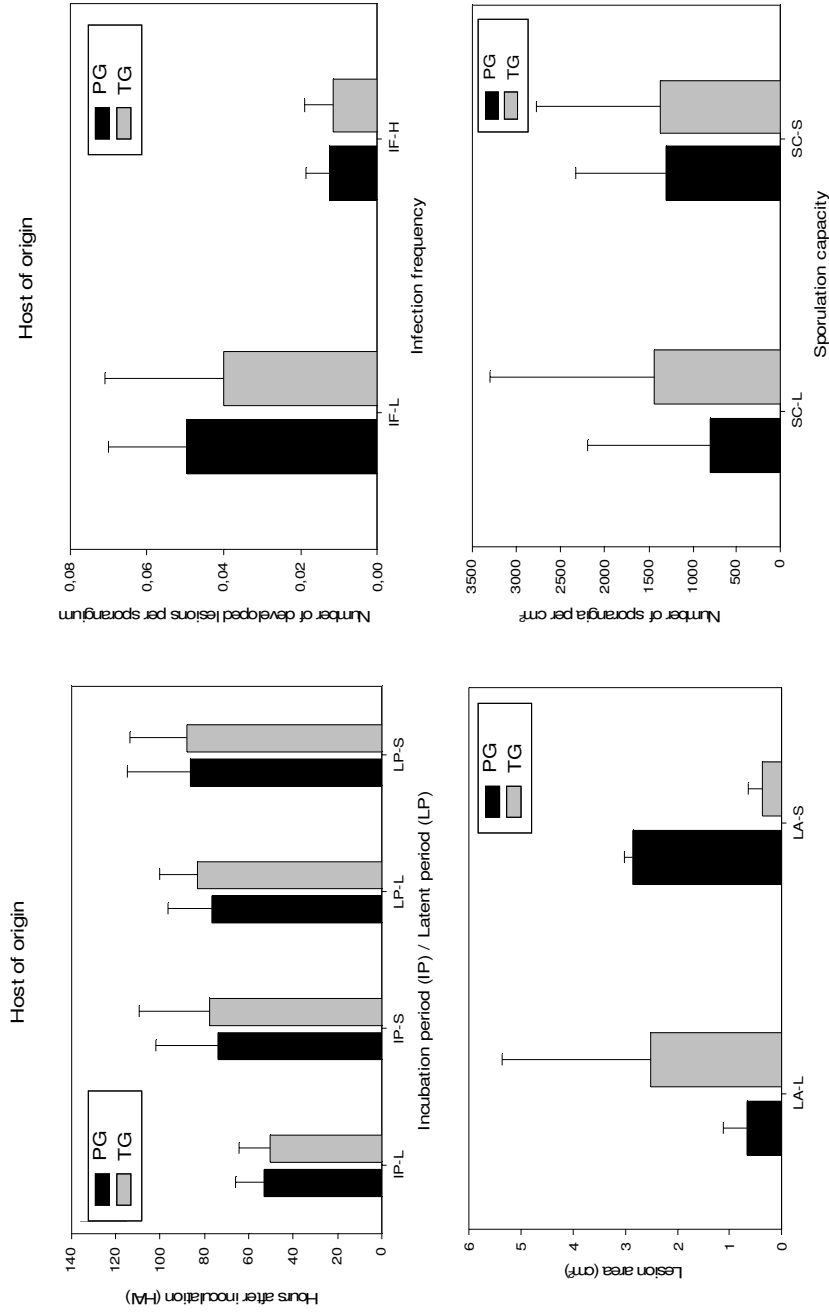 Host of origin
PG
TG
140
120
100
80
60
40
20
0
Hours after inoculation (HAI)
IP-L
IP-S
LP-L
LP-S
Incubation period (IP) / Latent period (LP)
Host of origin
PG
TG
0,08
0,06
0,04
0,02
0,00
Number of developed lesions per sporangium
IF-L
IF-H
Infection frequency
PG
TG
6
5
4
3
2
1
0
Lesion area (cm²)
LA-L
LA-S
PG
TG
3500
3000
2500
2000
1500
1000
500
0
Number of sporangia per cm²
SC-L
SC-S
Sporulation capacity